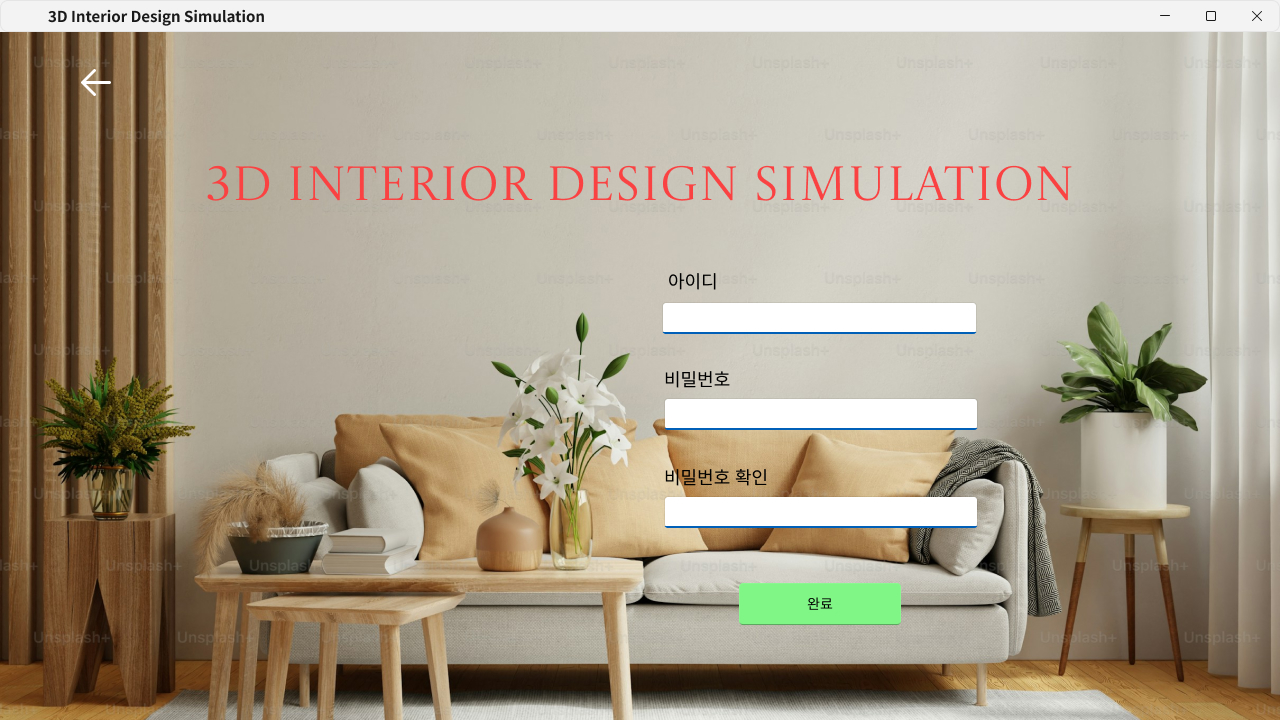 3D Interior Design Simulation
Unsplash+
3D INTERIOR DESIGN SIMULATION
아이디
비밀번호
비밀번호 확인
완료